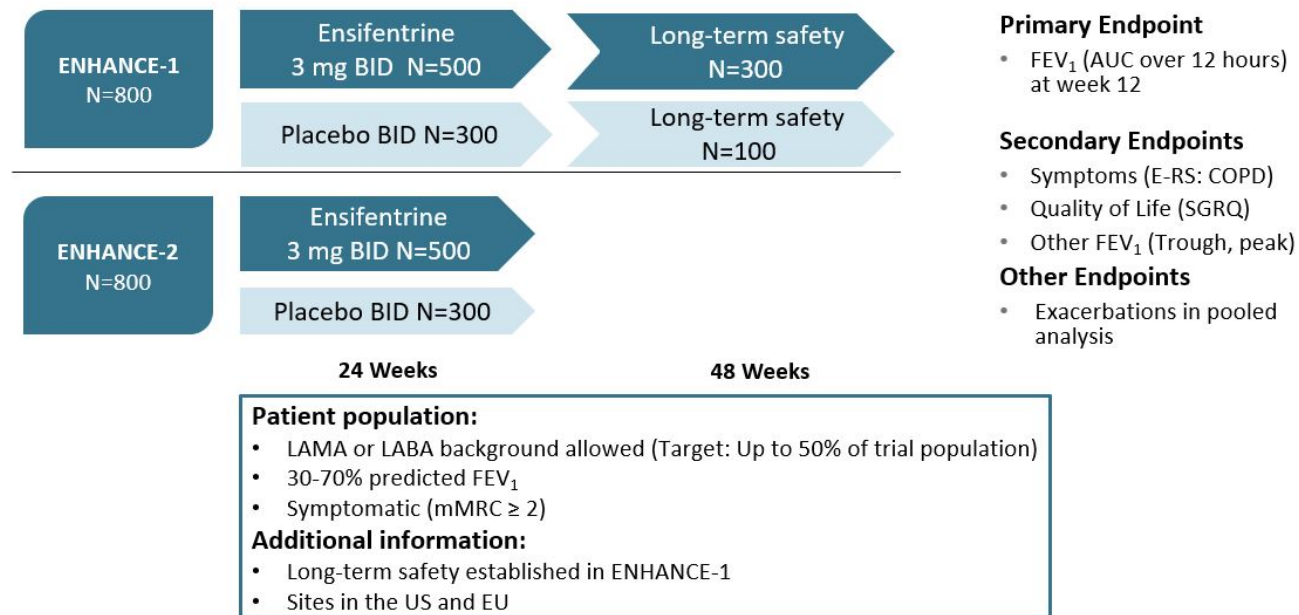 ENHANCE-1
N=800
Ensifentrine
3 mg BID  N=500
Long-term safety
N=300
Placebo BID N=300
Long-term safety
N=100
ENHANCE-2
N=800
Ensifentrine
3 mg BID N=500
Placebo BID N=300
24 Weeks
48 Weeks
Primary Endpoint
• FEV₁ (AUC over 12 hours)
at week 12
Secondary Endpoints
• Symptoms (E-RS: COPD)
• Quality of Life (SGRQ)
• Other FEV₁ (Trough, peak)
Other Endpoints
• Exacerbations in pooled
analysis
Patient population:
• LAMA or LABA background allowed (Target: Up to 50% of trial population)
• 30-70% predicted FEV₁
• Symptomatic (mMRC ≥ 2)
Additional information:
• Long-term safety established in ENHANCE-1
• Sites in the US and EU